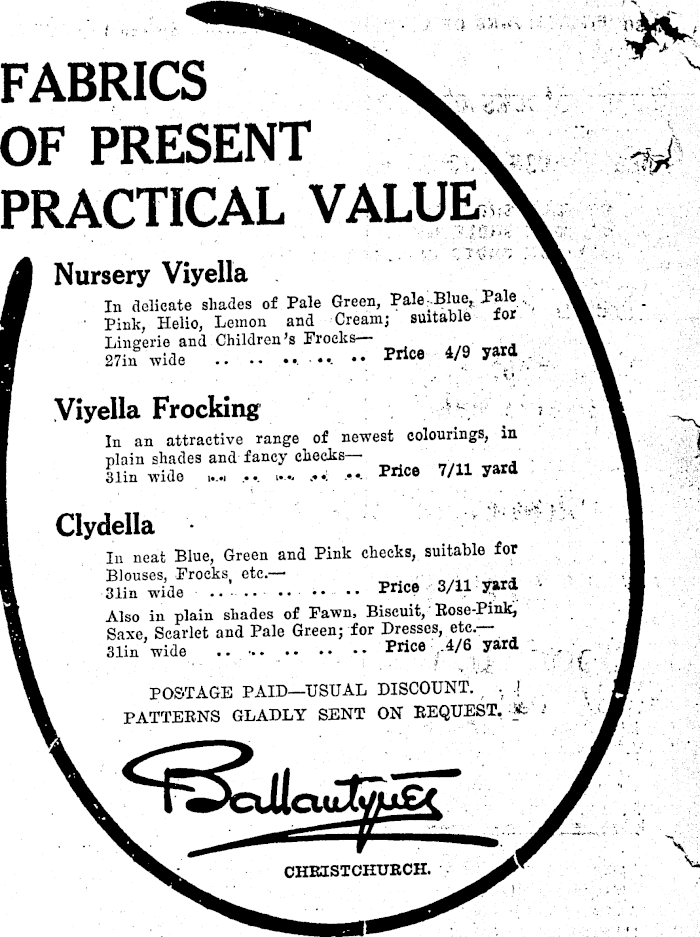 FABRICS
OF PRESENT
PRACTICAL VALUE
Nursery Viyella
In delicate shades of Pale Green, Pale Blue, Pale
Pink, Helio, Lemon and Cream; suitable for
Lingerie and Children's Frocks—
27in wide .. .. .. .. .. Price 4/9 yard
Viyella Frocking
In an attractive range of newest colourings, in
plain shades and fancy checks—
31in wide .. .. .. .. .. Price 7/11 yard
Clydella
In neat Blue, Green and Pink checks, suitable for
Blouses, Frocks, etc.—
31in wide .. .. .. .. .. Price 3/11 yard
Also in plain shades of Fawn, Biscuit, Rose-Pink,
Saxe, Scarlet and Pale Green; for Dresses, etc.—
31in wide .. .. .. .. .. Price 4/6 yard
POSTAGE PAID—USUAL DISCOUNT.
PATTERNS GLADLY SENT ON REQUEST.
Ballantynes
CHRISTCHURCH.